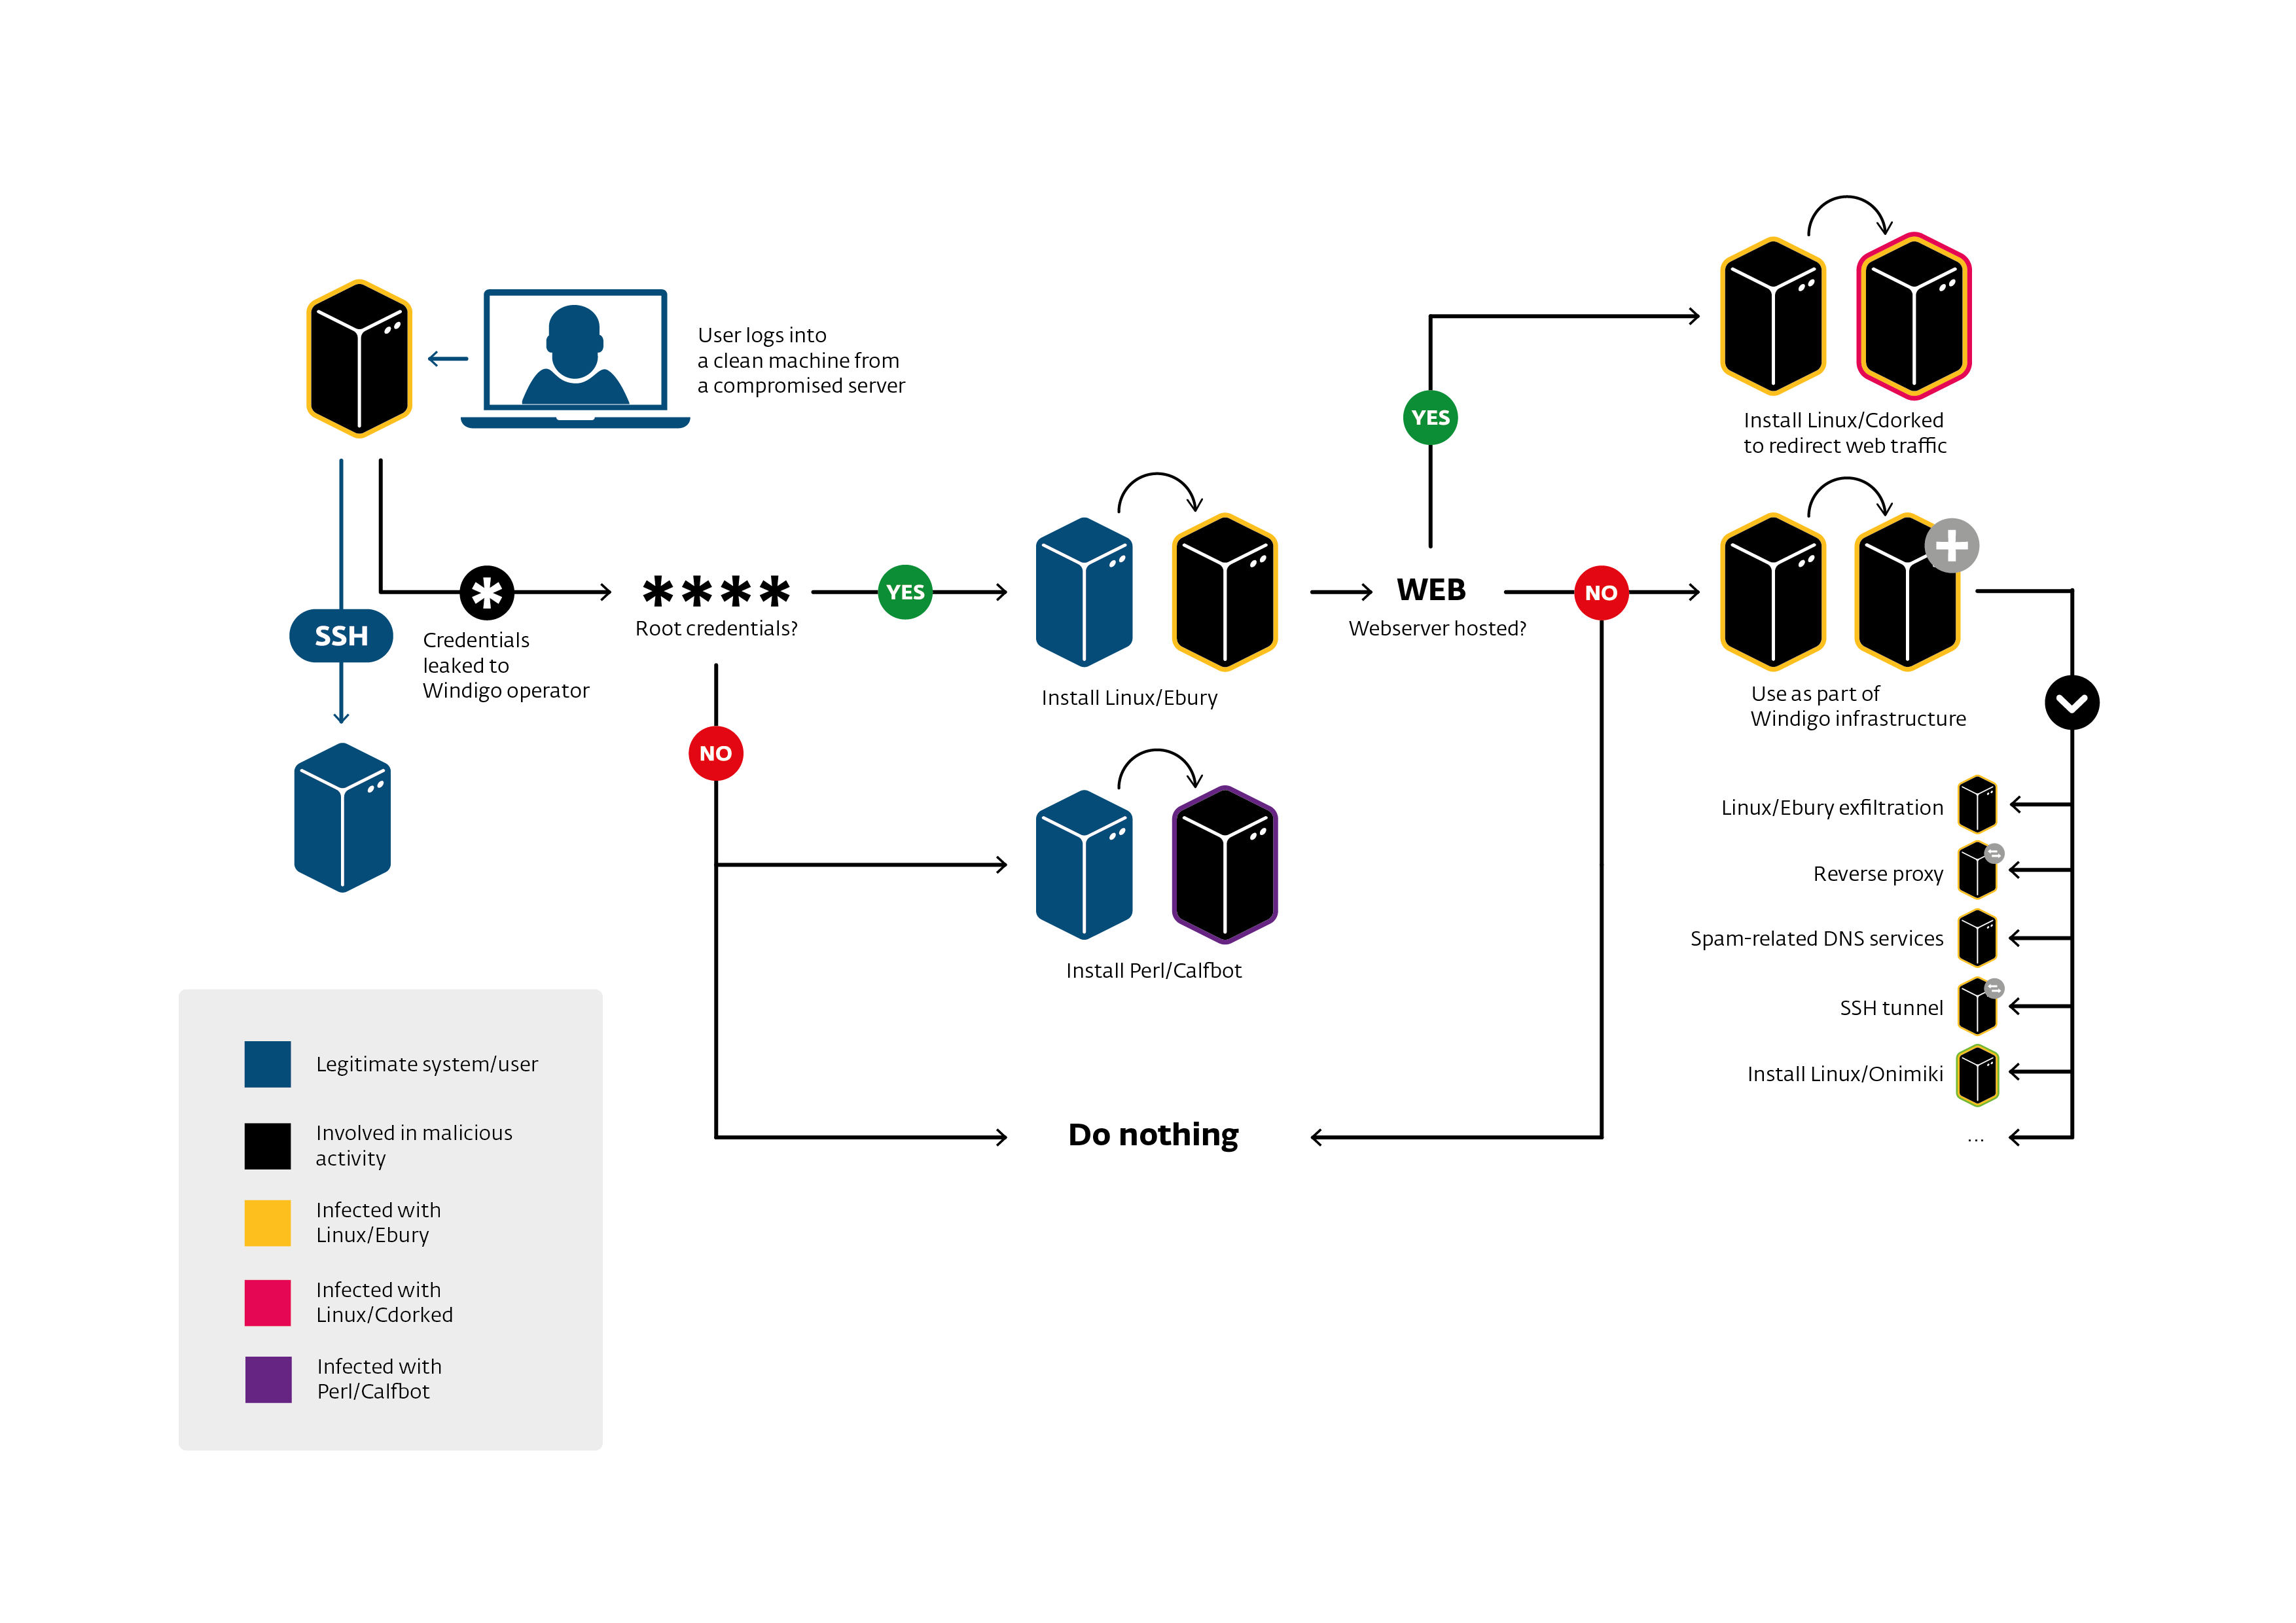 User logs into
a clean machine from
a compromised server
SSH
Credentials
leaked to
Windigo operator
****
Root credentials?
YES
NO
Install Linux/Ebury
Install Perl/Calfbot
WEB
Webserver hosted?
YES
NO
Install Linux/Cdorked
to redirect web traffic
Use as part of
Windigo infrastructure
Linux/Ebury exfiltration
Reverse proxy
Spam-related DNS services
SSH tunnel
Install Linux/Onimiki
...
Do nothing
Legitimate system/user
Involved in malicious
activity
Infected with
Linux/Ebury
Infected with
Linux/Cdorked
Infected with
Perl/Calfbot